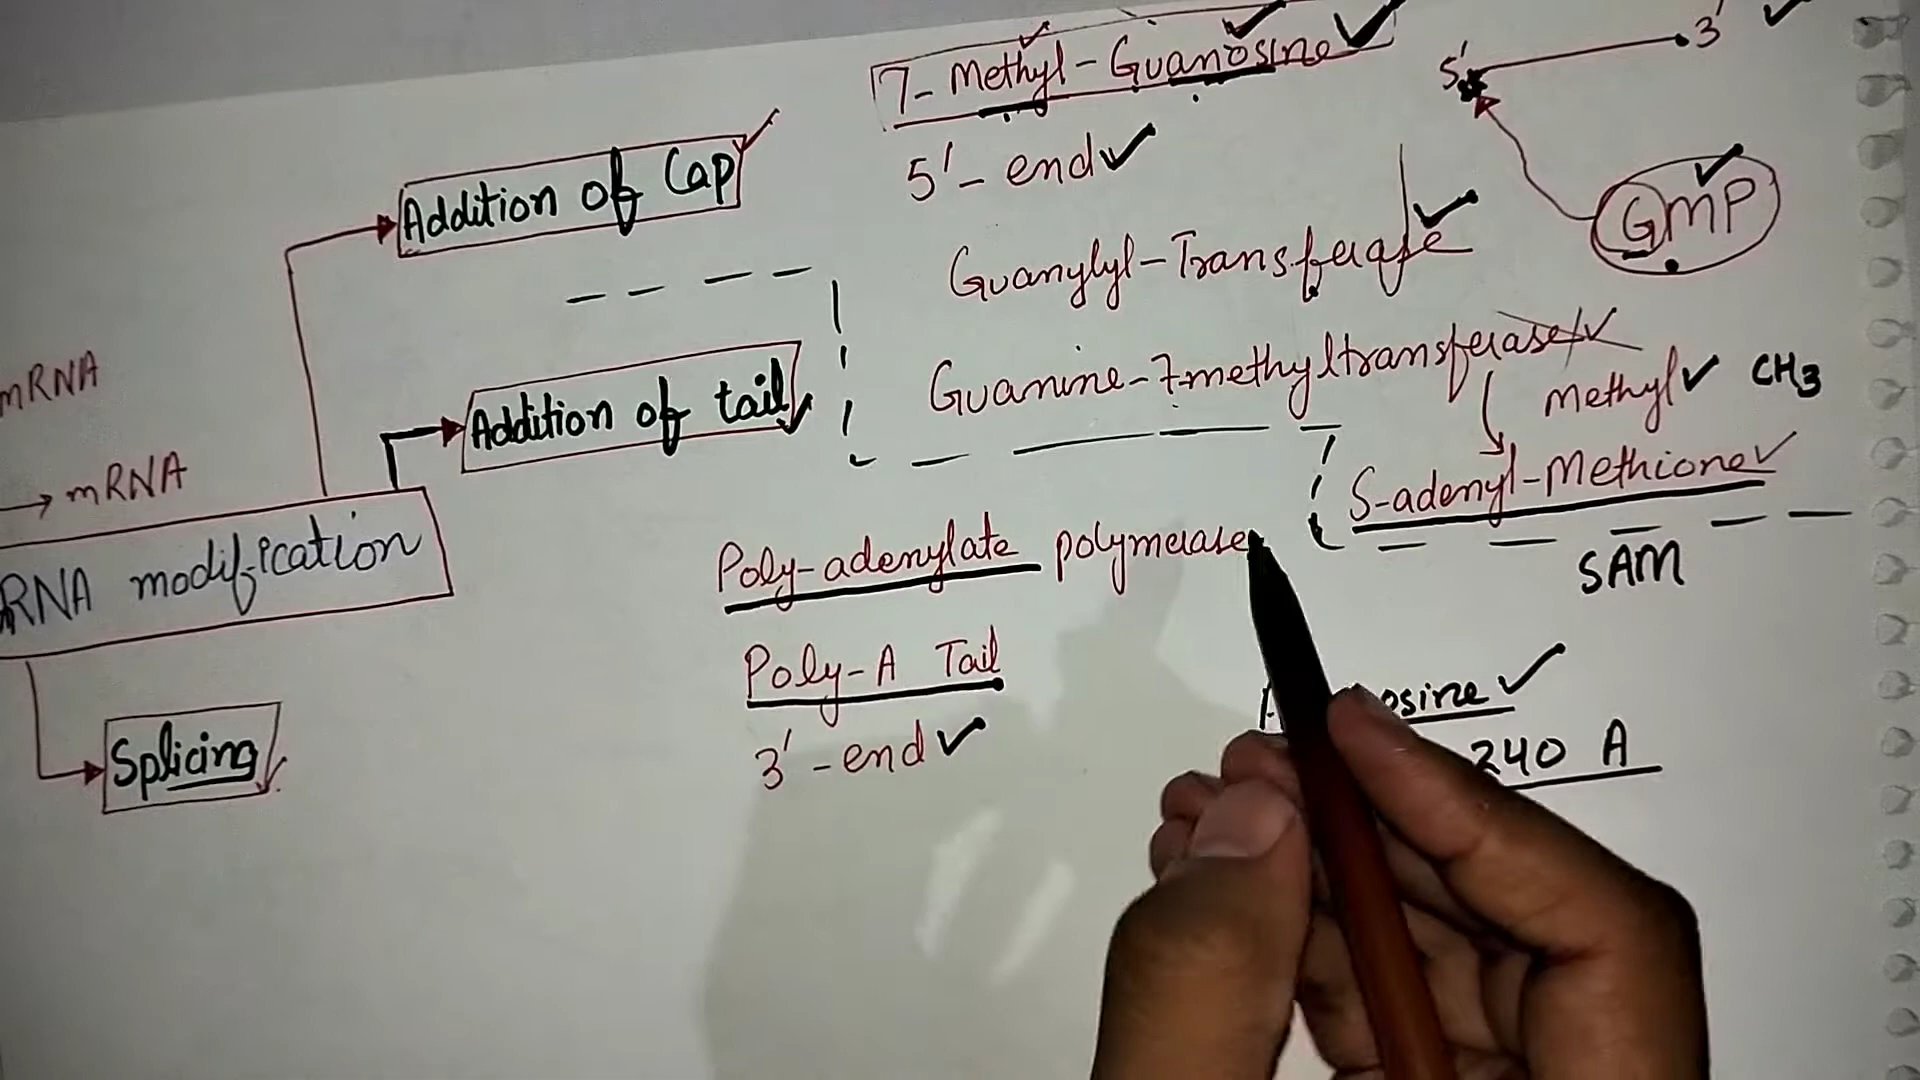 7-Methyl-Guanosine
5' 3'
5'-end
Addition of Cap
GMP
Guanylyl-Transferase
Guanine-7-methyltransferase
Methyl CH3
mRNA
Addition of tail
S-adenyl-Methione
mRNA
SAM
RNA modification
Poly-adenylate polymerase
Poly-A Tail
3'-end
240 A
Splicing